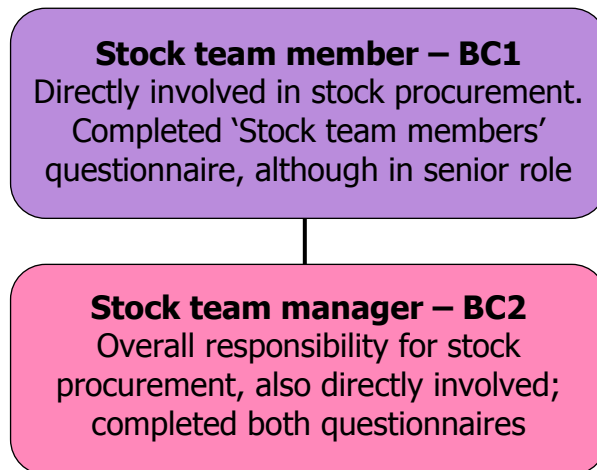 Stock team member – BC1
Directly involved in stock procurement.
Completed ‘Stock team members’
questionnaire, although in senior role
Stock team manager – BC2
Overall responsibility for stock
procurement, also directly involved;
completed both questionnaires